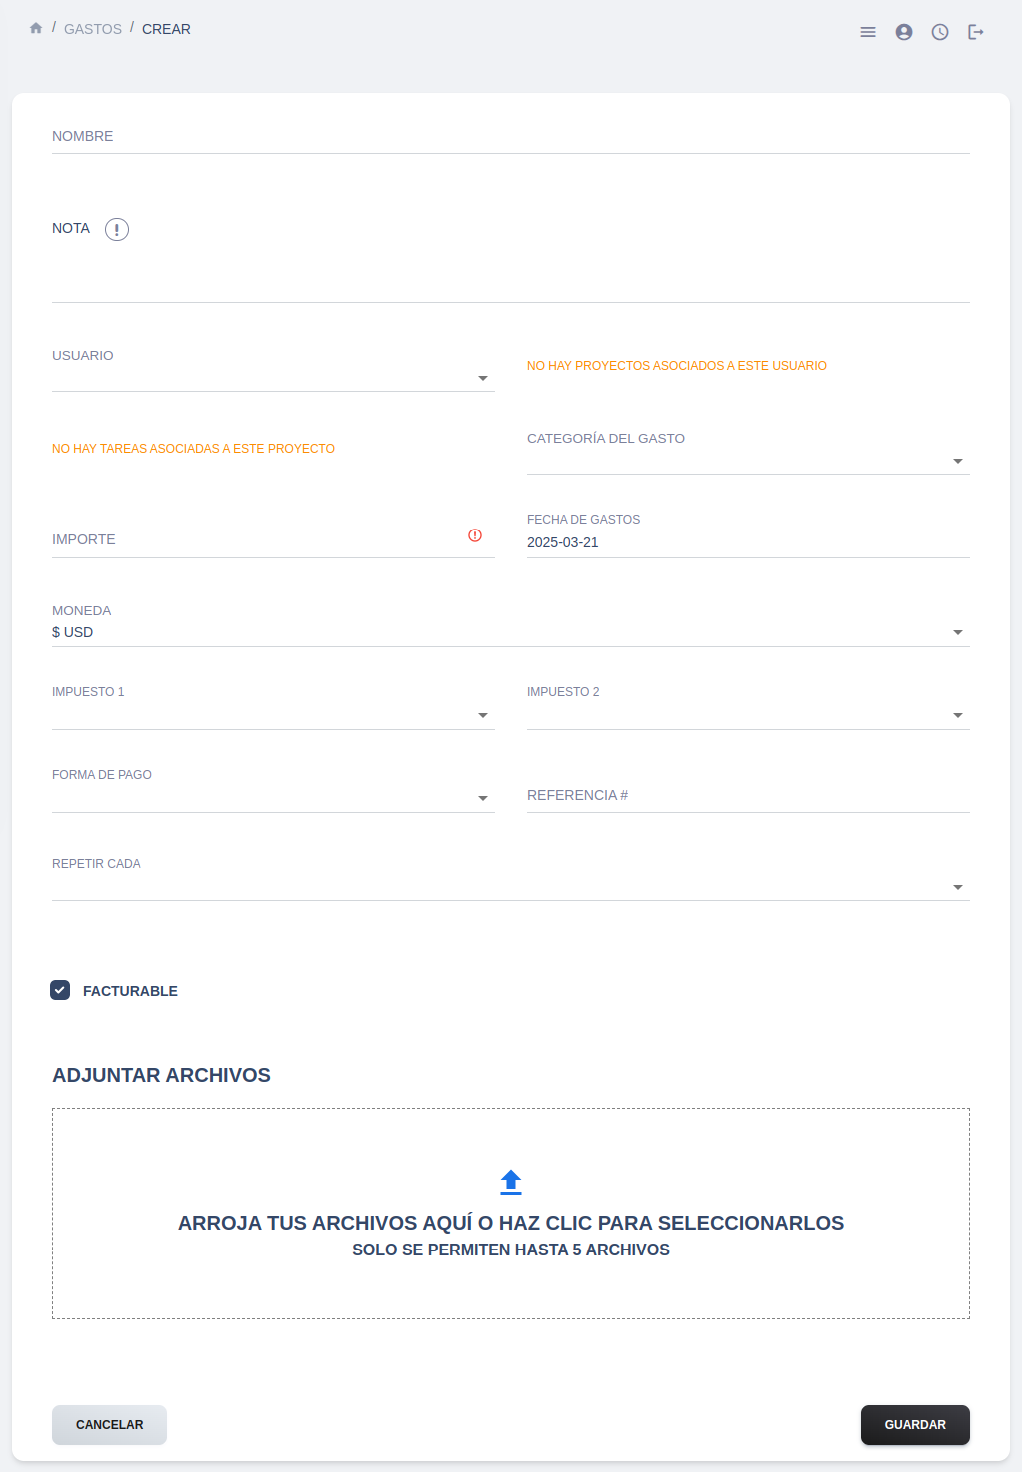 / GASTOS / CREAR
NOMBRE
NOTA
USUARIO
NO HAY PROYECTOS ASOCIADOS A ESTE USUARIO
NO HAY TAREAS ASOCIADAS A ESTE PROYECTO
CATEGORÍA DEL GASTO
IMPORTE
FECHA DE GASTOS
2025-03-21
MONEDA
$ USD
IMPUESTO 1
IMPUESTO 2
FORMA DE PAGO
REFERENCIA #
REPETIR CADA
FACTURABLE
ADJUNTAR ARCHIVOS
ARROJA TUS ARCHIVOS AQUÍ O HAZ CLIC PARA SELECCIONARLOS
SOLO SE PERMITEN HASTA 5 ARCHIVOS
CANCELAR
GUARDAR